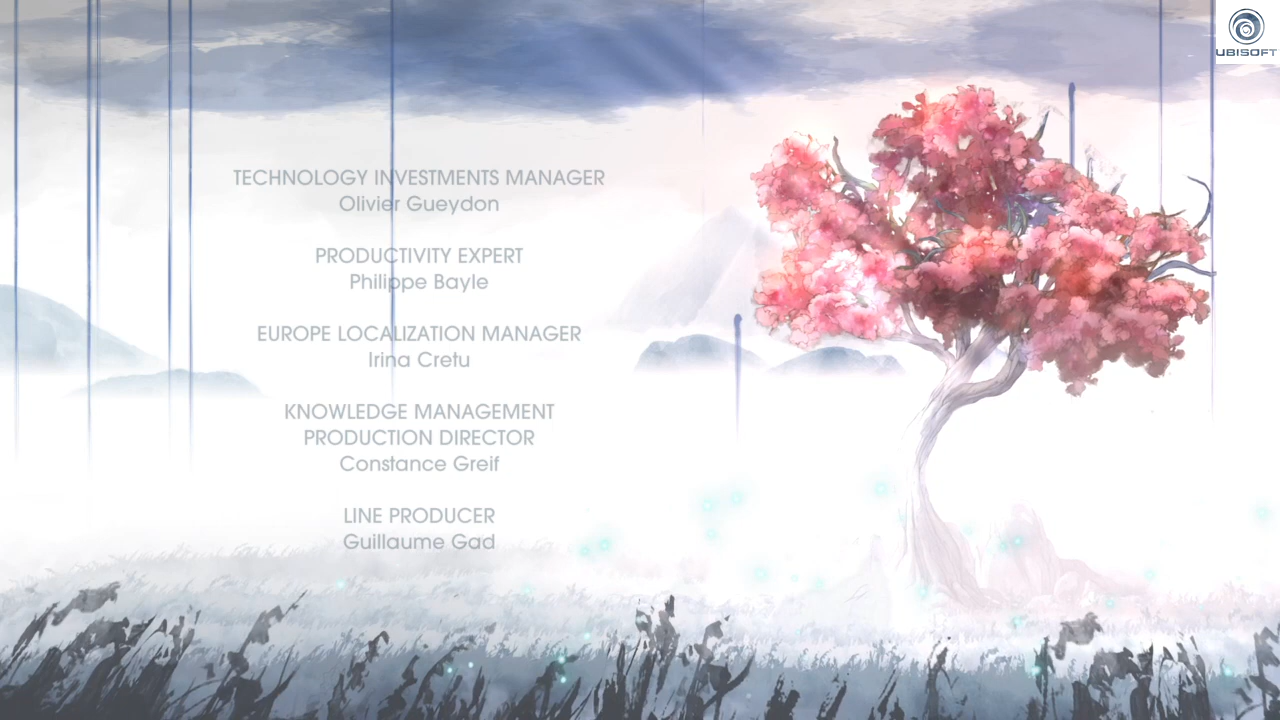 UBISOFT
TECHNOLOGY INVESTMENTS MANAGER
Olivier Gueydon
PRODUCTIVITY EXPERT
Philippe Bayle
EUROPE LOCALIZATION MANAGER
Irina Cretu
KNOWLEDGE MANAGEMENT
PRODUCTION DIRECTOR
Constance Greif
LINE PRODUCER
Guillaume Gad